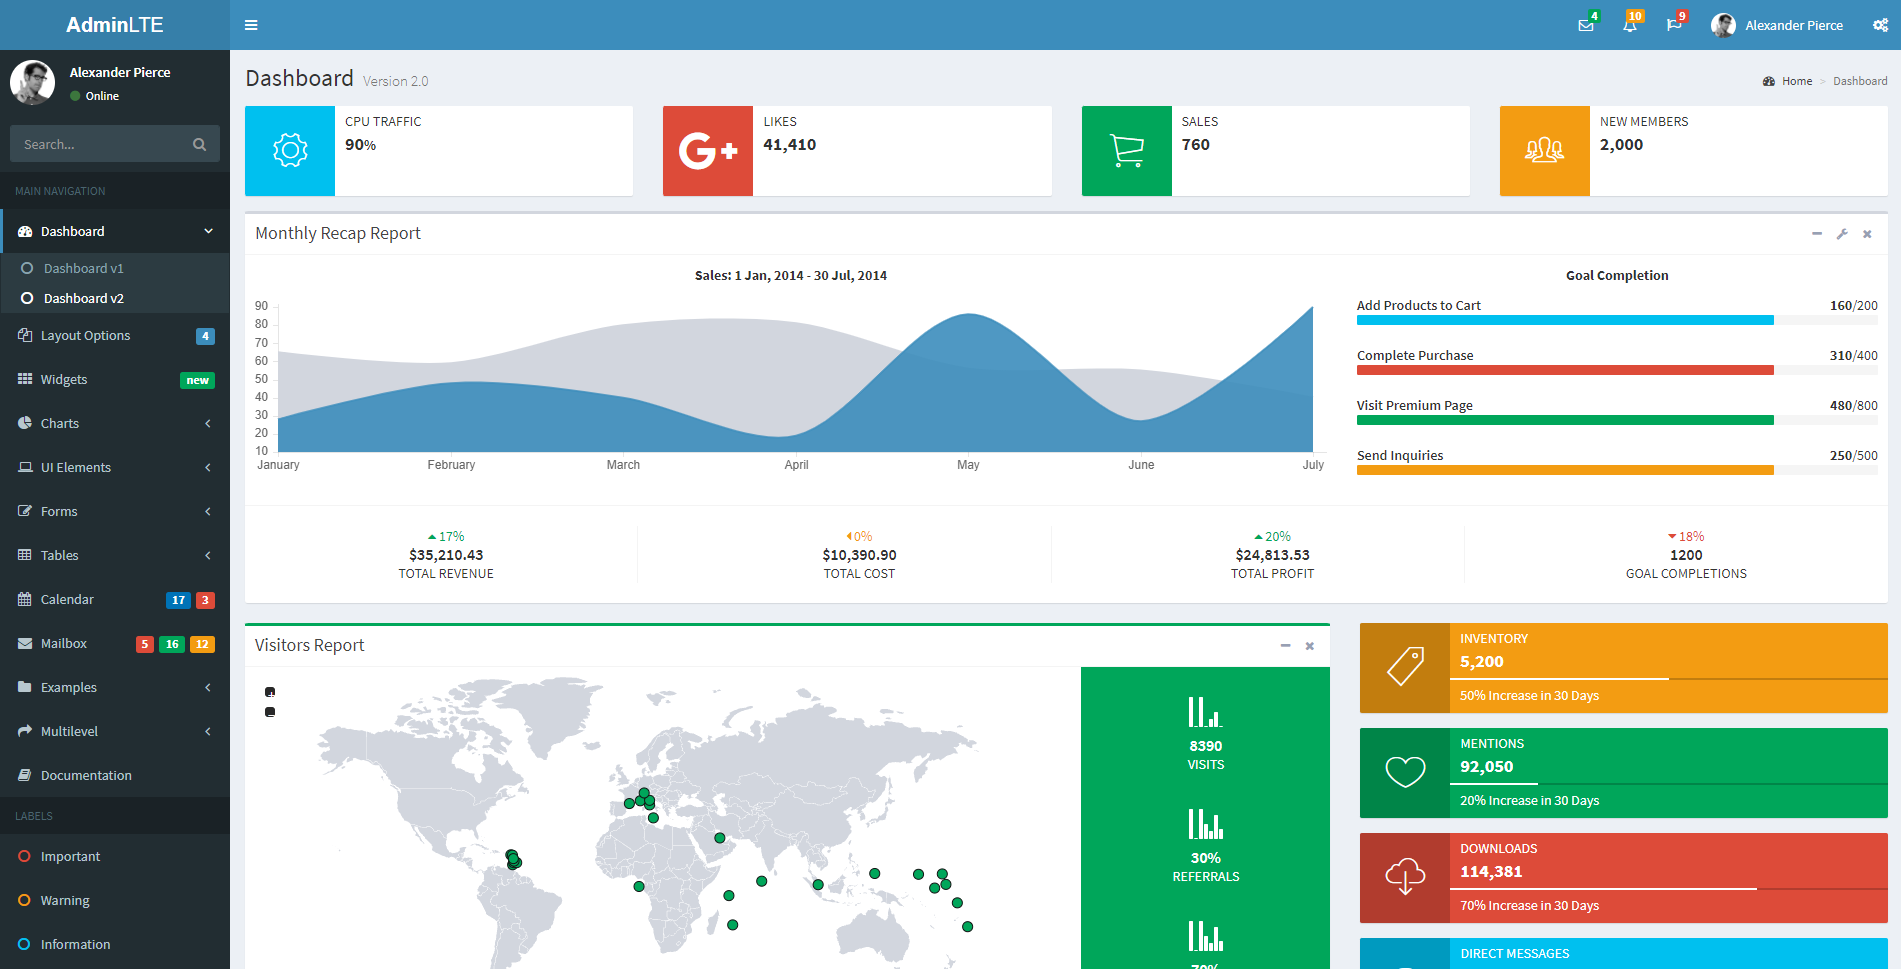 AdminLTE
4
10
9
Alexander Pierce
Alexander Pierce
Online
Search...
MAIN NAVIGATION
Dashboard
Dashboard v1
Dashboard v2
Layout Options 4
Widgets new
Charts
UI Elements
Forms
Tables
Calendar 17 3
Mailbox 5 16 12
Examples
Multilevel
Documentation
LABELS
Important
Warning
Information
Dashboard Version 2.0
Home > Dashboard
CPU TRAFFIC
90%
G+
LIKES
41,410
SALES
760
NEW MEMBERS
2,000
Monthly Recap Report
Sales: 1 Jan, 2014 - 30 Jul, 2014
90
80
70
60
50
40
30
20
10
January February March April May June July
Goal Completion
Add Products to Cart 160/200
Complete Purchase 310/400
Visit Premium Page 480/800
Send Inquiries 250/500
17%
$35,210.43
TOTAL REVENUE
0%
$10,390.90
TOTAL COST
20%
$24,813.53
TOTAL PROFIT
18%
1200
GOAL COMPLETIONS
Visitors Report
8390
VISITS
30%
REFERRALS
70%
INVENTORY
5,200
50% Increase in 30 Days
MENTIONS
92,050
20% Increase in 30 Days
DOWNLOADS
114,381
70% Increase in 30 Days
DIRECT MESSAGES